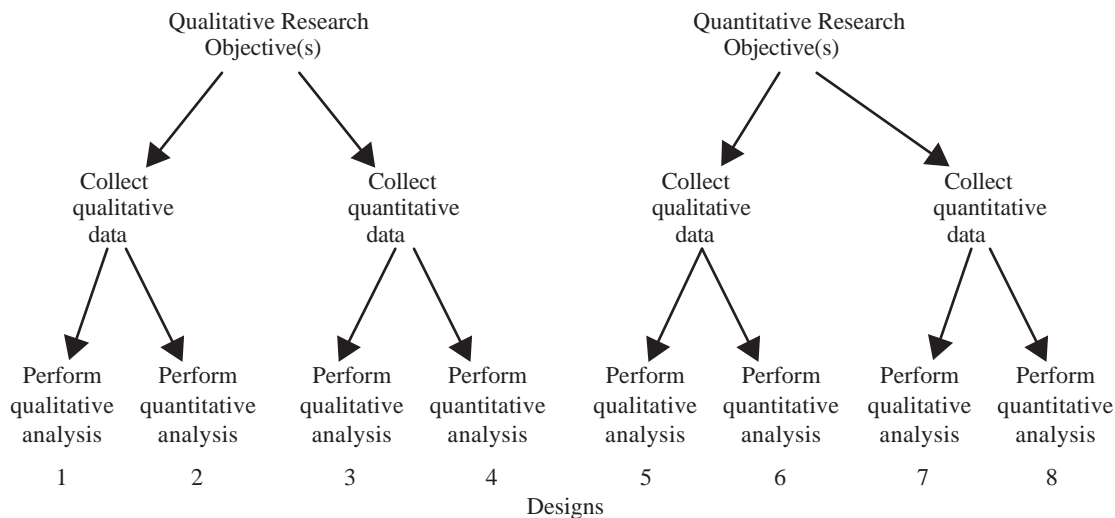 Qualitative Research
Objective(s)
Quantitative Research
Objective(s)
Collect
qualitative
data
Collect
quantitative
data
Collect
qualitative
data
Collect
quantitative
data
Perform
qualitative
analysis
1
Perform
quantitative
analysis
2
Perform
qualitative
analysis
3
Perform
quantitative
analysis
4
Perform
qualitative
analysis
5
Perform
quantitative
analysis
6
Perform
qualitative
analysis
7
Perform
quantitative
analysis
8
Designs